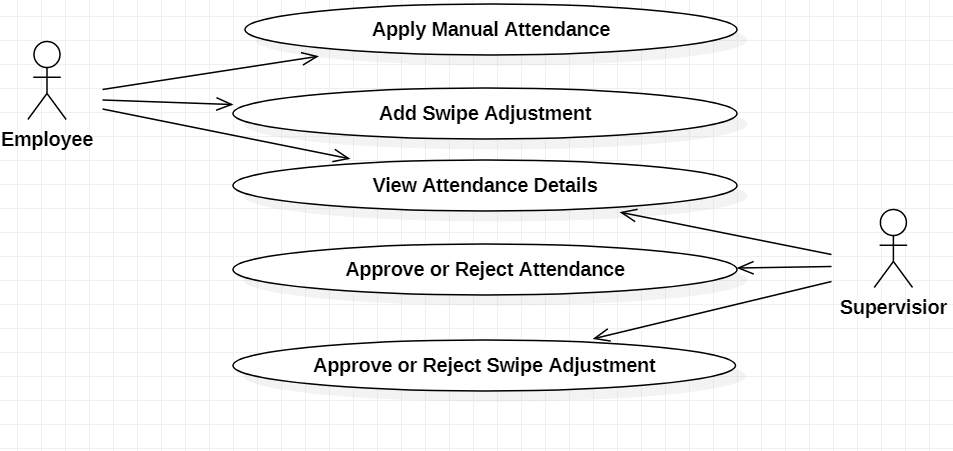 Apply Manual Attendance
Add Swipe Adjustment
Employee
View Attendance Details
Approve or Reject Attendance
Supervisior
Approve or Reject Swipe Adjustment